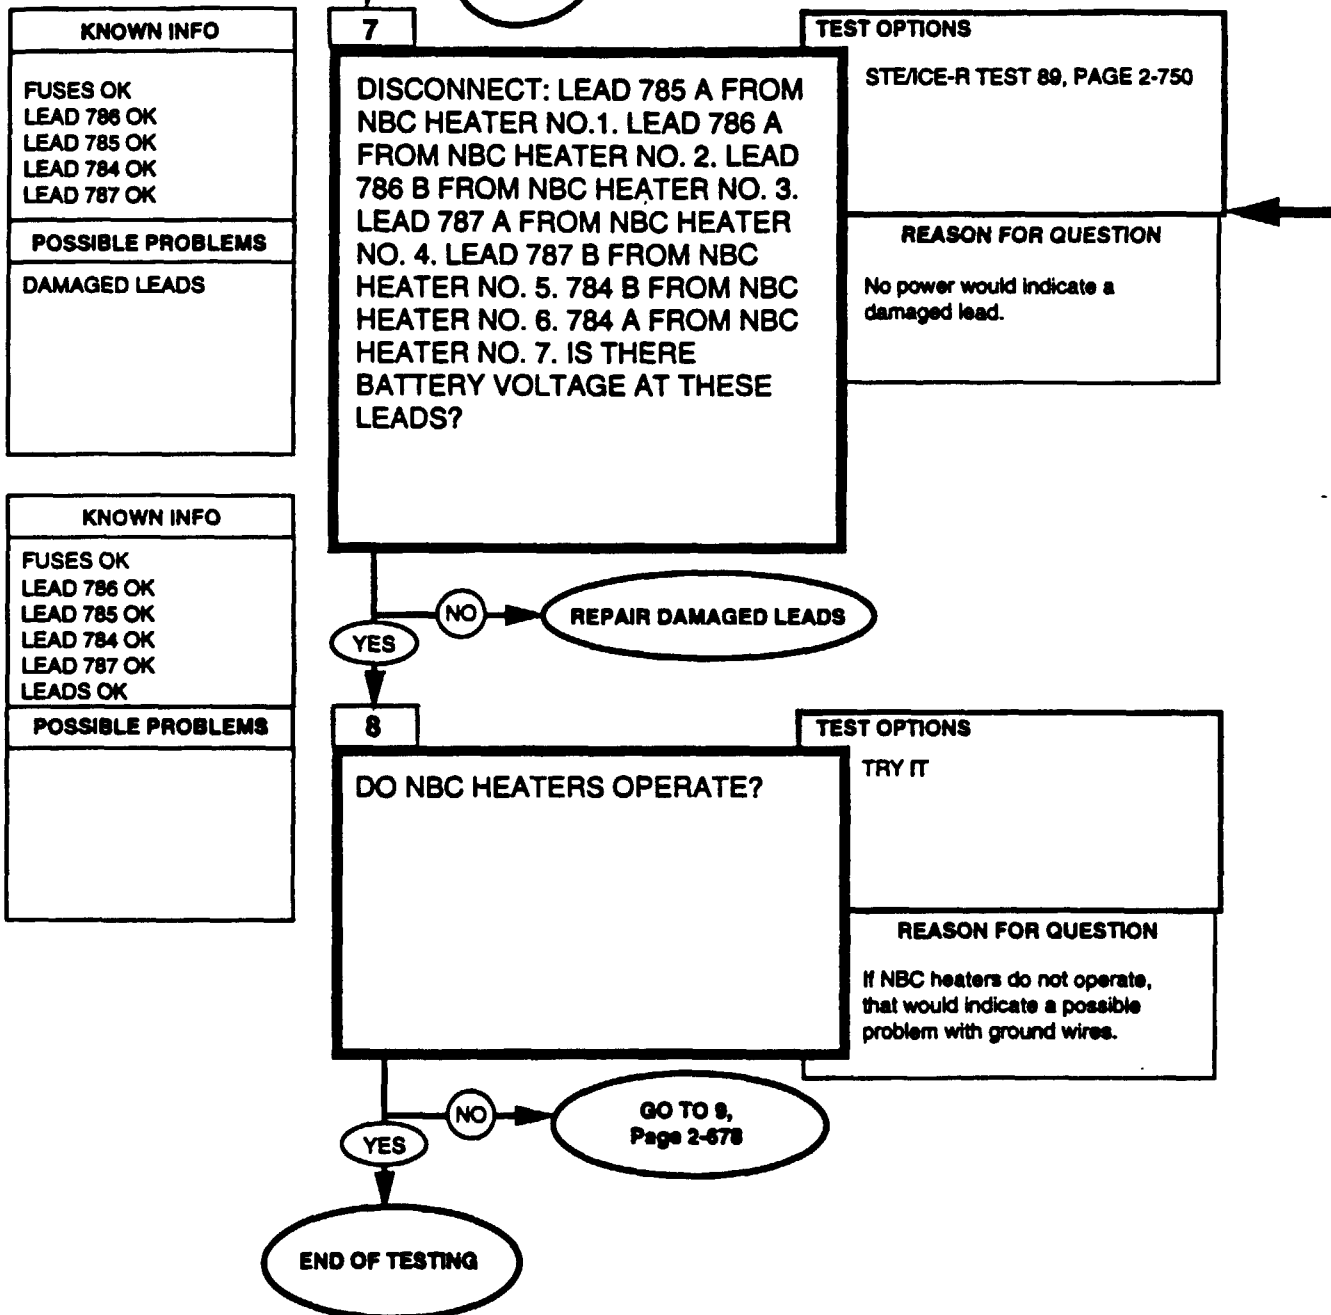 KNOWN INFO
FUSES OK
LEAD 786 OK
LEAD 785 OK
LEAD 784 OK
LEAD 787 OK
POSSIBLE PROBLEMS
DAMAGED LEADS
7
DISCONNECT: LEAD 785 A FROM
NBC HEATER NO.1. LEAD 786 A
FROM NBC HEATER NO. 2. LEAD
786 B FROM NBC HEATER NO. 3.
LEAD 787 A FROM NBC HEATER
NO. 4. LEAD 787 B FROM NBC
HEATER NO. 5. 784 B FROM NBC
HEATER NO. 6. 784 A FROM NBC
HEATER NO. 7. IS THERE
BATTERY VOLTAGE AT THESE
LEADS?
TEST OPTIONS
STE/ICE-R TEST 89, PAGE 2-750
REASON FOR QUESTION
No power would indicate a
damaged lead.
NO
REPAIR DAMAGED LEADS
YES
KNOWN INFO
FUSES OK
LEAD 786 OK
LEAD 785 OK
LEAD 784 OK
LEAD 787 OK
LEADS OK
POSSIBLE PROBLEMS
8
DO NBC HEATERS OPERATE?
TEST OPTIONS
TRY IT
REASON FOR QUESTION
If NBC heaters do not operate,
that would indicate a possible
problem with ground wires.
NO
GO TO 9,
Page 2-678
YES
END OF TESTING